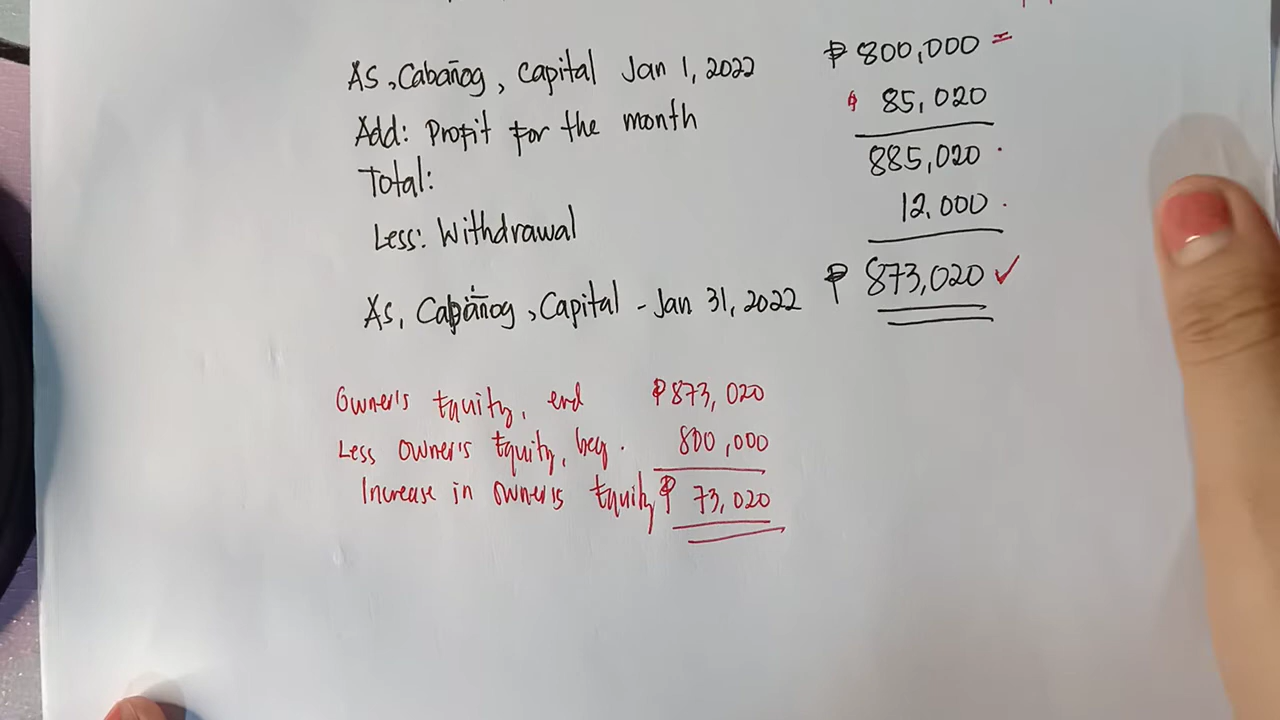 As, Cabañog, Capital Jan 1, 2022 ₱ 800,000
Add: Profit for the month 85,020
Total: 885,020
Less: Withdrawal 12,000
As, Cabañog, Capital - Jan 31, 2022 ₱ 873,020 ✓
Owner's Equity, end ₱873,020
Less Owner's Equity, beg. 800,000
Increase in owner's Equity ₱ 73,020